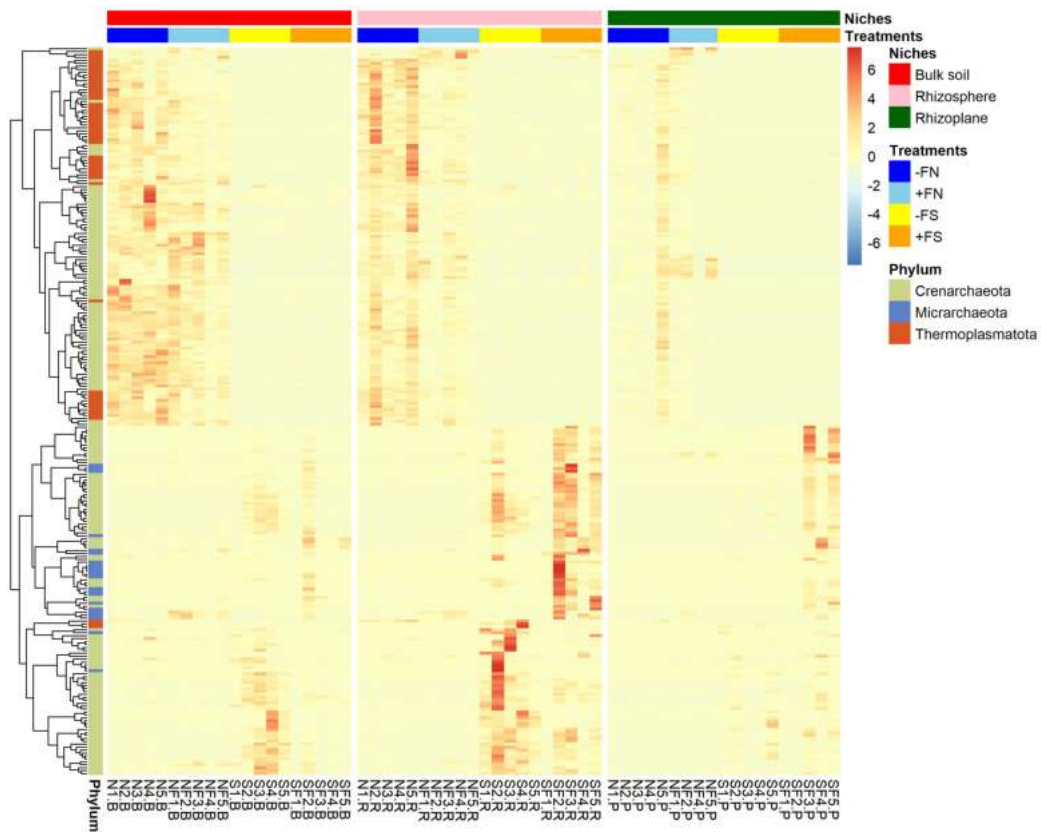 Niches
Treatments
6
4
2
0
-2
-4
-6
Niches
Bulk soil
Rhizosphere
Rhizoplane
Treatments
-FN
+FN
-FS
+FS
Phylum
Crenarchaeota
Micrarchaeota
Thermoplasmatota
Phylum
N1.B
N2.B
N3.B
N4.B
N5.B
NF1.B
NF2.B
NF3.B
NF4.B
NF5.B
S1.B
S2.B
S3.B
S4.B
S5.B
SF1.B
SF2.B
SF3.B
SF4.B
SF5.B
N1.R
N2.R
N3.R
N4.R
N5.R
NF1.R
NF2.R
NF3.R
NF4.R
NF5.R
S1.R
S2.R
S3.R
S4.R
S5.R
SF1.R
SF2.R
SF3.R
SF4.R
SF5.R
N1.P
N2.P
N3.P
N4.P
N5.P
NF1.P
NF2.P
NF5.P
S1.P
S2.P
S3.P
S4.P
S5.P
SF1.P
SF2.P
SF3.P
SF4.P
SF5.P